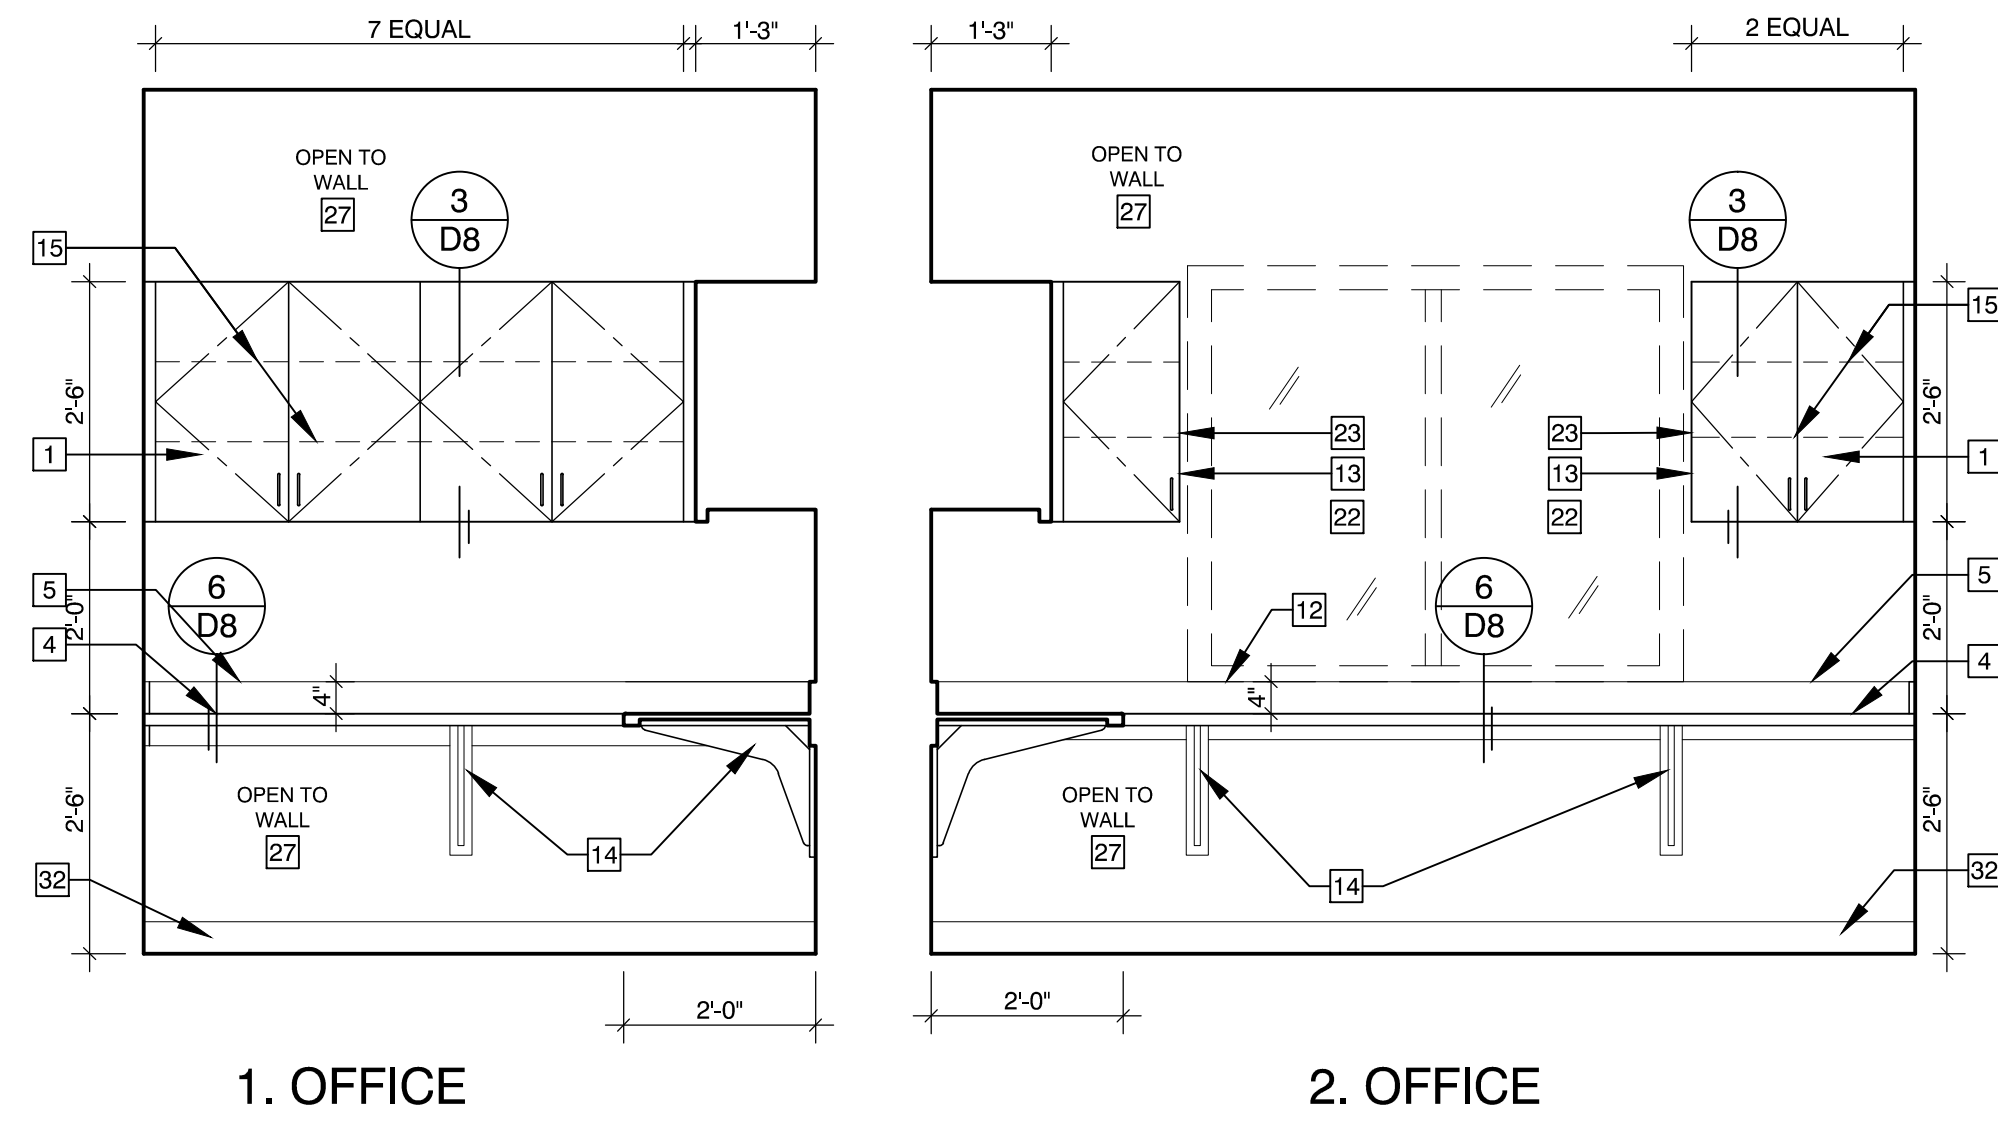 7 EQUAL
1'-3"
1'-3"
2 EQUAL
OPEN TO
WALL
27
3
D8
15
2'-6"
1
5
2'-0"
6
D8
4
4"
2'-6"
OPEN TO
WALL
27
14
32
2'-0"
1. OFFICE
OPEN TO
WALL
27
3
D8
15
23
23
2'-6"
13
13
1
22
22
5
12
6
D8
2'-0"
4
4"
2'-6"
OPEN TO
WALL
27
14
32
2'-0"
2. OFFICE